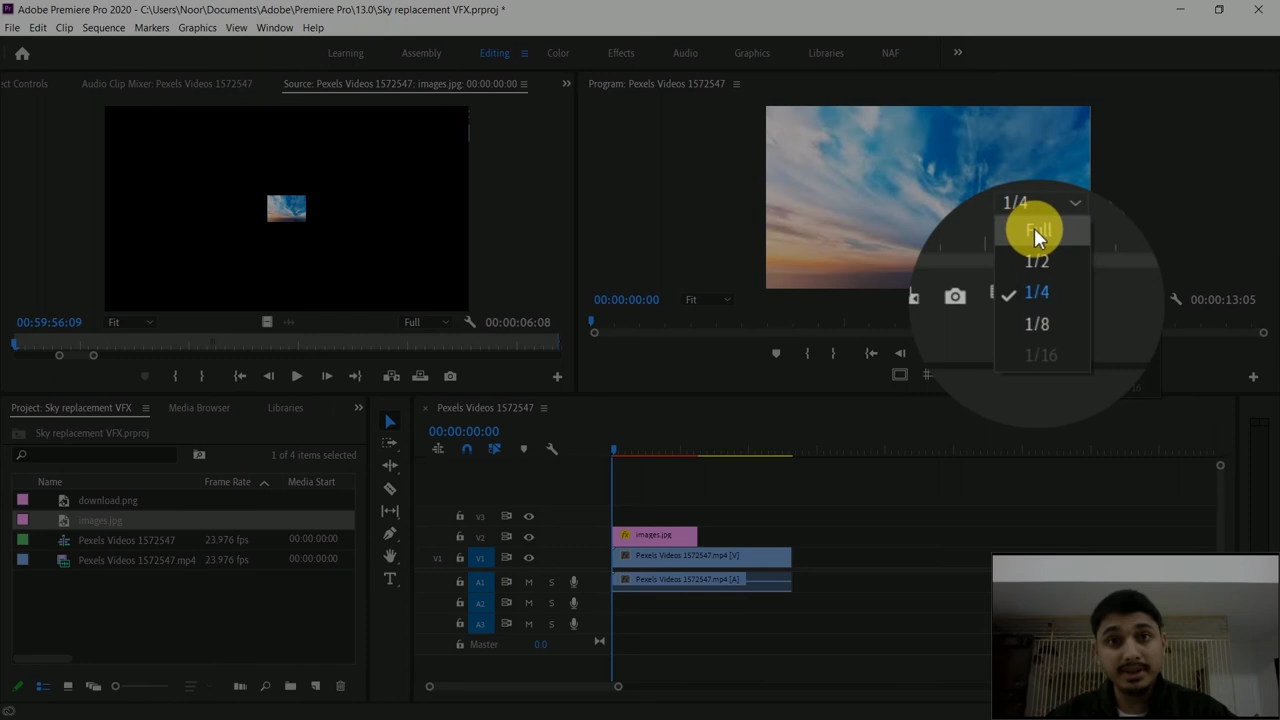 Adobe Premiere Pro 2020 - C:\Users\Noor\Documents\Adobe\Premiere Pro\13.0\Sky replacement VFX.prproj *
File Edit Clip Sequence Markers Graphics View Window Help
Learning Assembly Editing Color Effects Audio Graphics Libraries NAF
ect Controls Audio Clip Mixer: Pexels Videos 1572547 Source: Pexels Videos 1572547: images.jpg: 00:00:00:00 Program: Pexels Videos 1572547
1/4
Full
1/2
1/4
1/8
1/16
00:59:56:09 Fit Full 00:00:06:08 00:00:00:00 Fit 00:00:13:05
Project: Sky replacement VFX Media Browser Libraries
Pexels Videos 1572547
Sky replacement VFX.prproj
00:00:00:00
1 of 4 items selected
Name Frame Rate Media Start
download.png
images.jpg
Pexels Videos 1572547 23.976 fps 00:00:00:00
Pexels Videos 1572547.mp4 23.976 fps 00:00:00:00
V3
V2 images.jpg
V1 V1 Pexels Videos 1572547.mp4 [V]
A1 M S Pexels Videos 1572547.mp4 [A]
A2 M S
A3 M S
Master 0.0